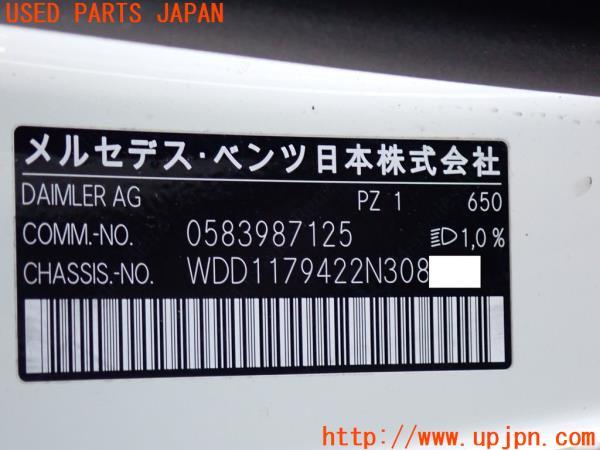 USED PARTS JAPAN
メルセデス・ベンツ日本株式会社
DAIMLER AG PZ 1 650
COMM.-NO. 0583987125 1,0%
CHASSIS.-NO. WDD1179422N308
http://www.upjpn.com